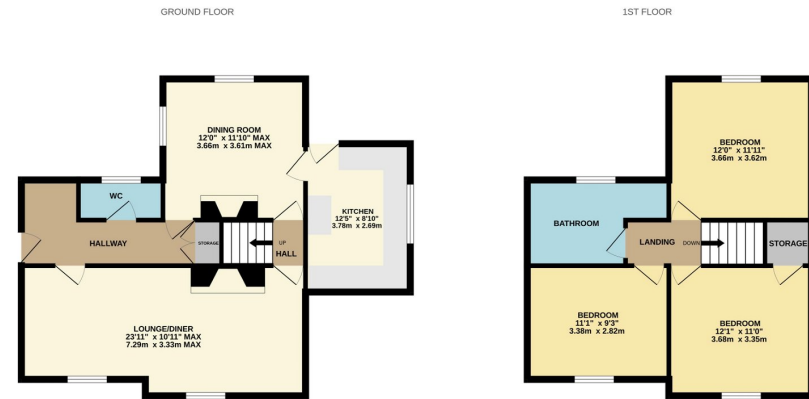 GROUND FLOOR
1ST FLOOR
DINING ROOM
12'0" x 11'10" MAX
3.66m x 3.61m MAX
WC
HALLWAY
STORAGE
UP
HALL
KITCHEN
12'5" x 8'10"
3.78m x 2.69m
LOUNGE/DINER
23'11" x 10'11" MAX
7.29m x 3.33m MAX
BEDROOM
12'0" x 11'11"
3.66m x 3.62m
BATHROOM
LANDING
DOWN
STORAGE
BEDROOM
11'1" x 9'3"
3.38m x 2.82m
BEDROOM
12'1" x 11'0"
3.68m x 3.35m